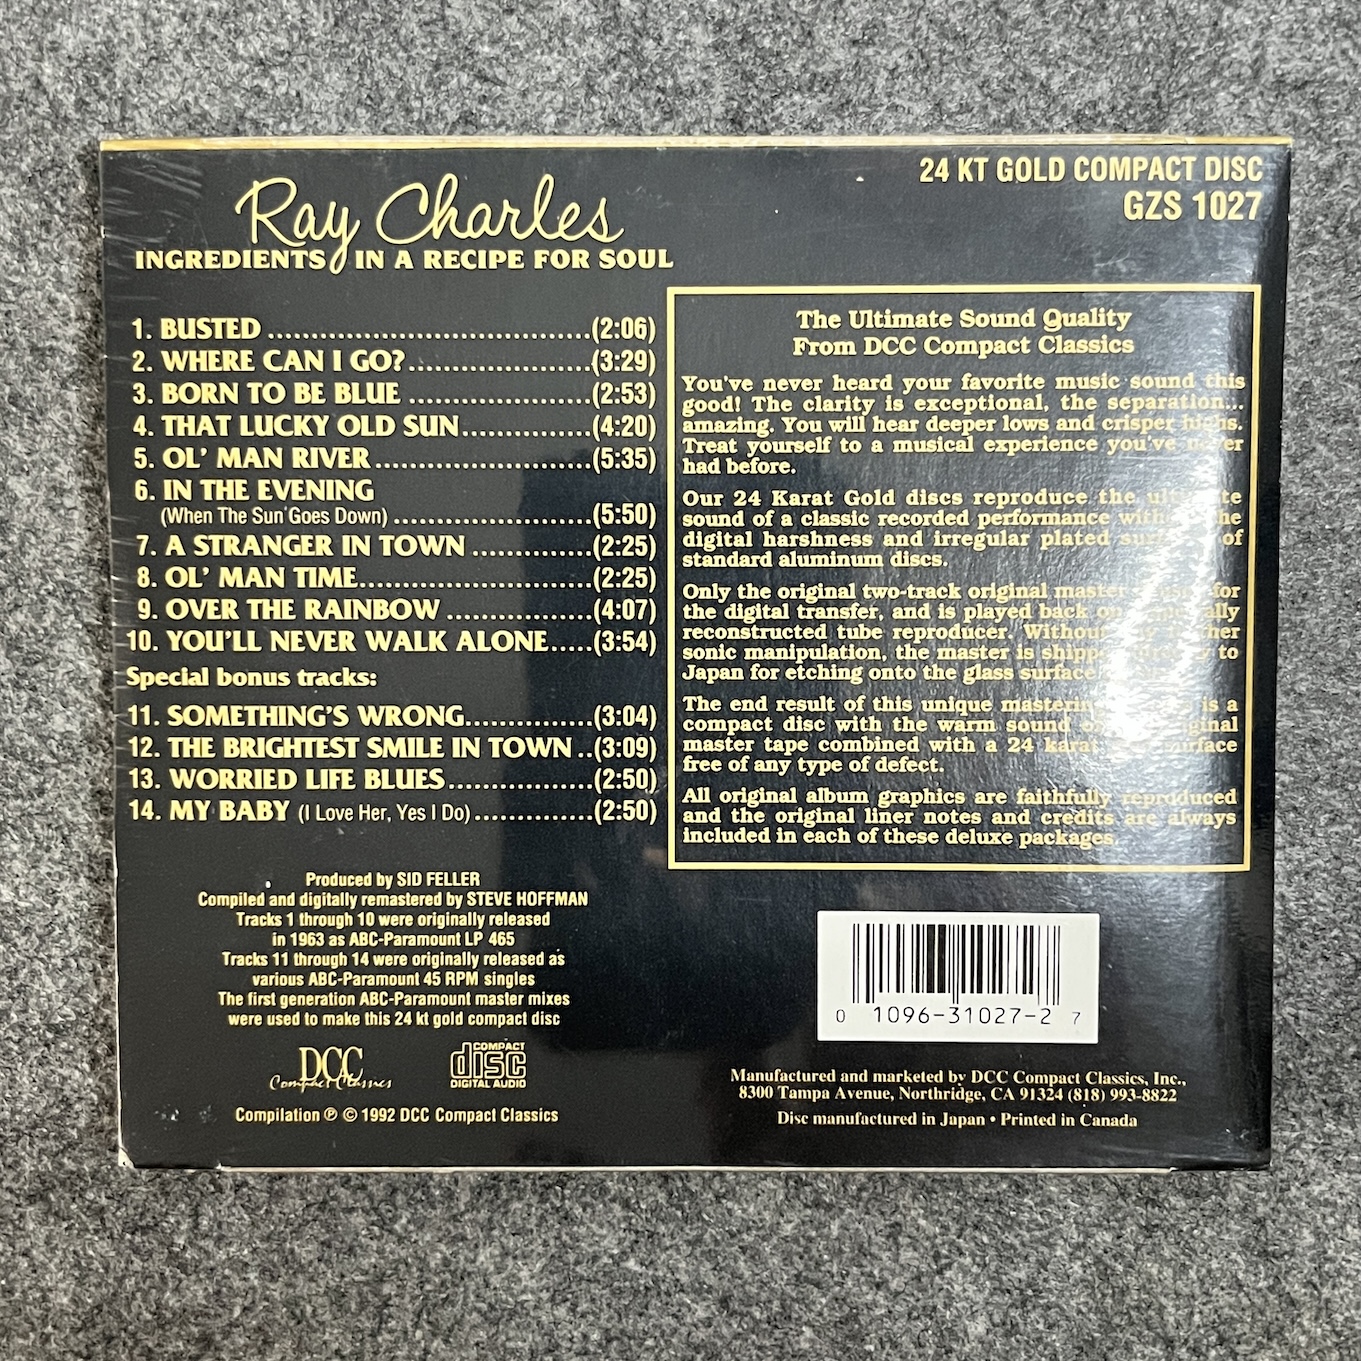 24 KT GOLD COMPACT DISC
GZS 1027
Ray Charles
INGREDIENTS IN A RECIPE FOR SOUL
1. BUSTED ....................................(2:06)
2. WHERE CAN I GO?.....................(3:29)
3. BORN TO BE BLUE .....................(2:53)
4. THAT LUCKY OLD SUN................(4:20)
5. OL' MAN RIVER .........................(5:35)
6. IN THE EVENING
(When The Sun Goes Down) .......................(5:50)
7. A STRANGER IN TOWN ..............(2:25)
8. OL' MAN TIME...........................(2:25)
9. OVER THE RAINBOW .................(4:07)
10. YOU'LL NEVER WALK ALONE.....(3:54)
Special bonus tracks:
11. SOMETHING'S WRONG...............(3:04)
12. THE BRIGHTEST SMILE IN TOWN ..(3:09)
13. WORRIED LIFE BLUES.................(2:50)
14. MY BABY (I Love Her, Yes I Do) ..............(2:50)
Produced by SID FELLER
Compiled and digitally remastered by STEVE HOFFMAN
Tracks 1 through 10 were originally released
in 1963 as ABC-Paramount LP 465
Tracks 11 through 14 were originally released as
various ABC-Paramount 45 RPM singles
The first generation ABC-Paramount master mixes
were used to make this 24 kt gold compact disc
DCC
Compact Classics
COMPACT
disc
DIGITAL AUDIO
Compilation ℗ © 1992 DCC Compact Classics
The Ultimate Sound Quality
From DCC Compact Classics
You've never heard your favorite music sound this
good! The clarity is exceptional, the separation...
amazing. You will hear deeper lows and crisper highs.
Treat yourself to a musical experience you've never
had before.
Our 24 Karat Gold discs reproduce the ultimate
sound of a classic recorded performance the
digital harshness and irregular plated of
standard aluminum discs.
Only the original two-track original master for
the digital transfer, and is played back
reconstructed tube reproducer. Without
sonic manipulation, the master is shipped to
Japan for etching onto the glass surface
The end result of this unique mastering is a
compact disc with the warm sound original
master tape combined with a 24 karat surface
free of any type of defect.
All original album graphics are faithfully reproduced
and the original liner notes and credits are always
included in each of these deluxe packages.
0 1096-31027-2 7
Manufactured and marketed by DCC Compact Classics, Inc.,
8300 Tampa Avenue, Northridge, CA 91324 (818) 993-8822
Disc manufactured in Japan • Printed in Canada